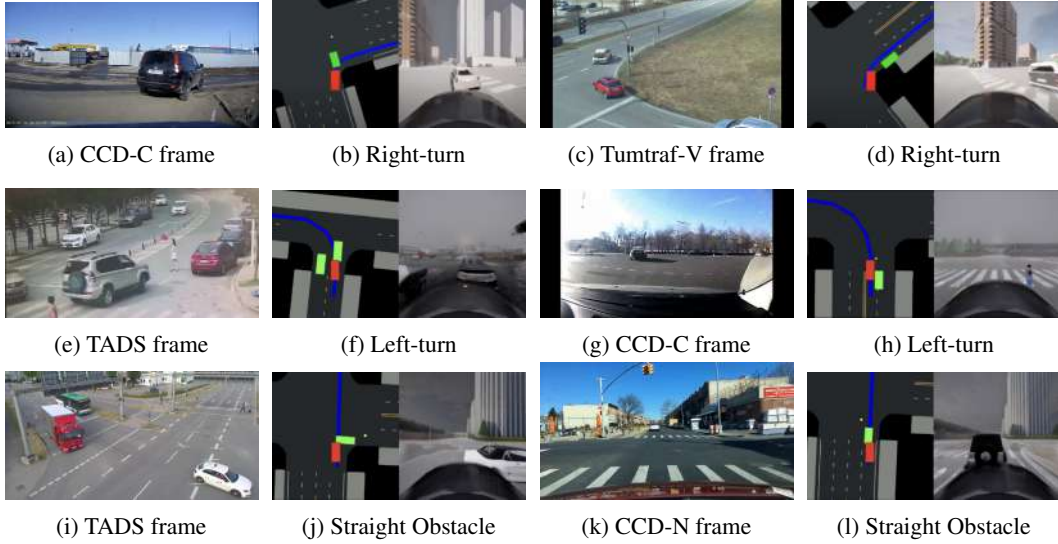 (a) CCD-C frame
(b) Right-turn
(c) Tumtraf-V frame
(d) Right-turn
(e) TADS frame
(f) Left-turn
(g) CCD-C frame
(h) Left-turn
(i) TADS frame
(j) Straight Obstacle
(k) CCD-N frame
(l) Straight Obstacle